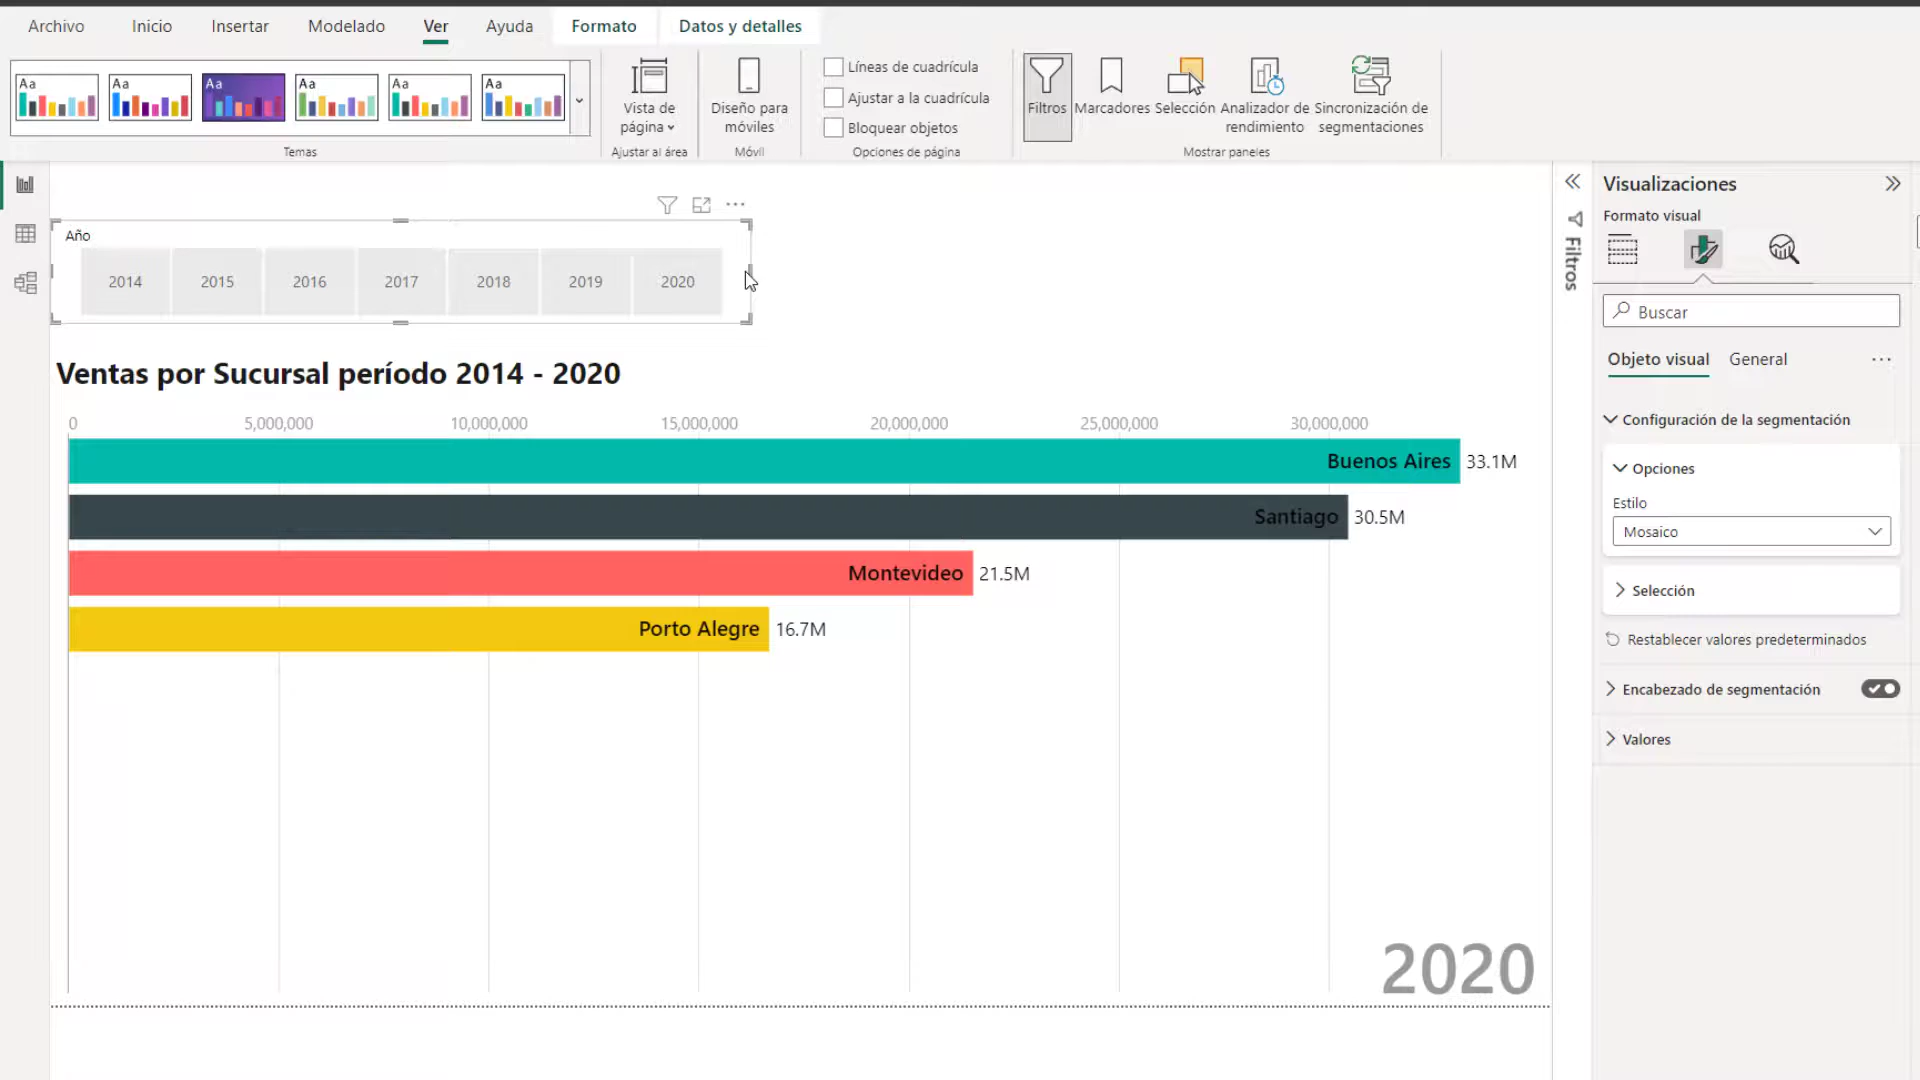 Archivo Inicio Insertar Modelado Ver Ayuda Formato Datos y detalles
Aa Aa Aa Aa Aa Aa
Temas
Vista de
página
Ajustar al área
Diseño para
móviles
Móvil
Líneas de cuadrícula
Ajustar a la cuadrícula
Bloquear objetos
Opciones de página
Filtros Marcadores Selección Analizador de
rendimiento
Sincronización de
segmentaciones
Mostrar paneles
Año
2014 2015 2016 2017 2018 2019 2020
Ventas por Sucursal período 2014 - 2020
0 5,000,000 10,000,000 15,000,000 20,000,000 25,000,000 30,000,000
Buenos Aires 33.1M
Santiago 30.5M
Montevideo 21.5M
Porto Alegre 16.7M
2020
Filtros
Visualizaciones
Formato visual
Buscar
Objeto visual General
Configuración de la segmentación
Opciones
Estilo
Mosaico
Selección
Restablecer valores predeterminados
Encabezado de segmentación
Valores